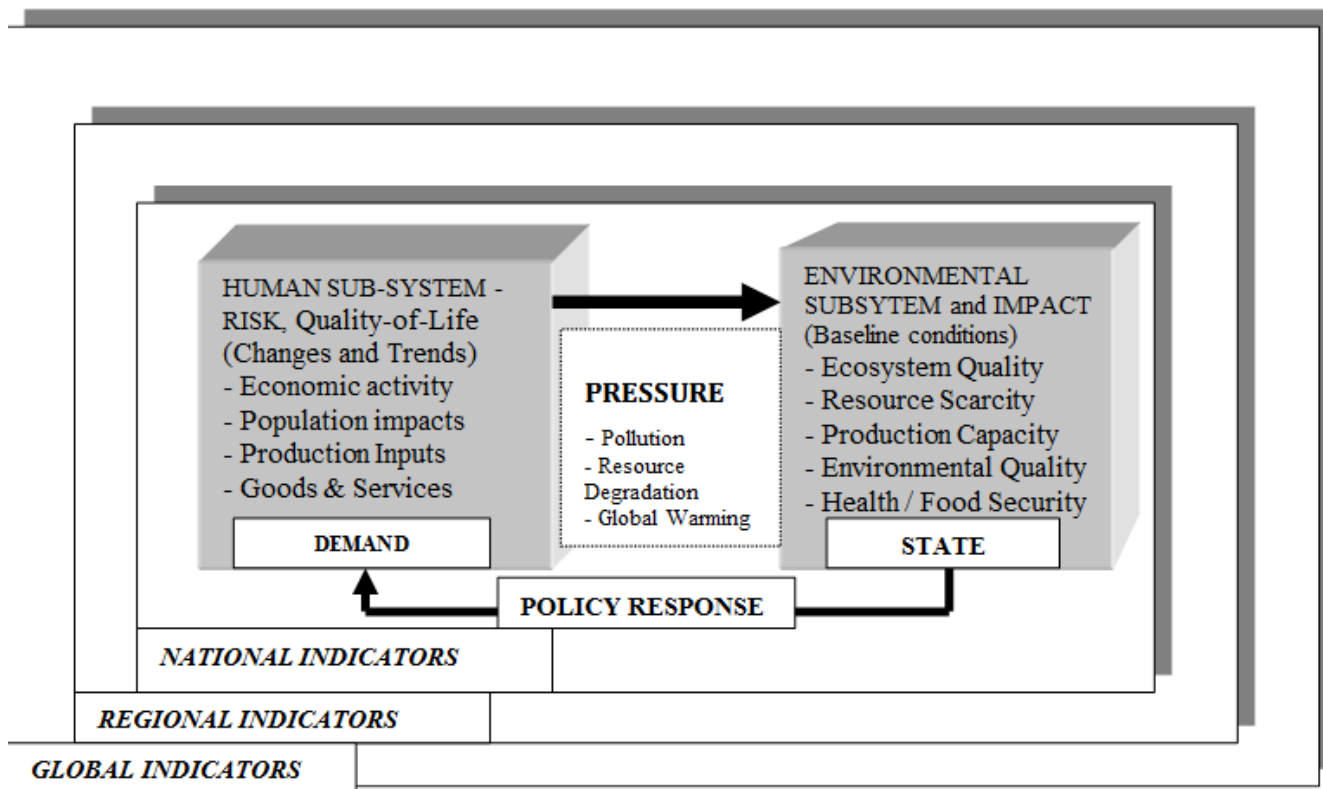 HUMAN SUB-SYSTEM -
RISK, Quality-of-Life
(Changes and Trends)
- Economic activity
- Population impacts
- Production Inputs
- Goods & Services
DEMAND
PRESSURE
- Pollution
- Resource
Degradation
- Global Warming
ENVIRONMENTAL
SUBSYTEM and IMPACT
(Baseline conditions)
- Ecosystem Quality
- Resource Scarcity
- Production Capacity
- Environmental Quality
- Health / Food Security
STATE
POLICY RESPONSE
NATIONAL INDICATORS
REGIONAL INDICATORS
GLOBAL INDICATORS